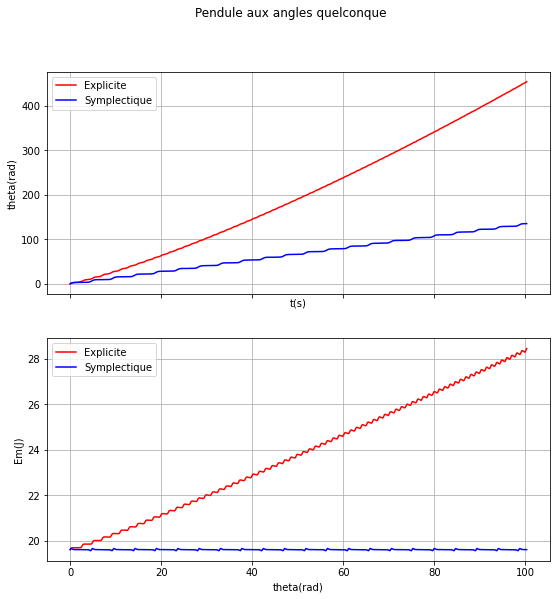 Pendule aux angles quelconque
Explicite
Symplectique
400
300
200
100
0
theta(rad)
t(s)
Explicite
Symplectique
28
26
24
22
20
Em(J)
0 20 40 60 80 100
theta(rad)